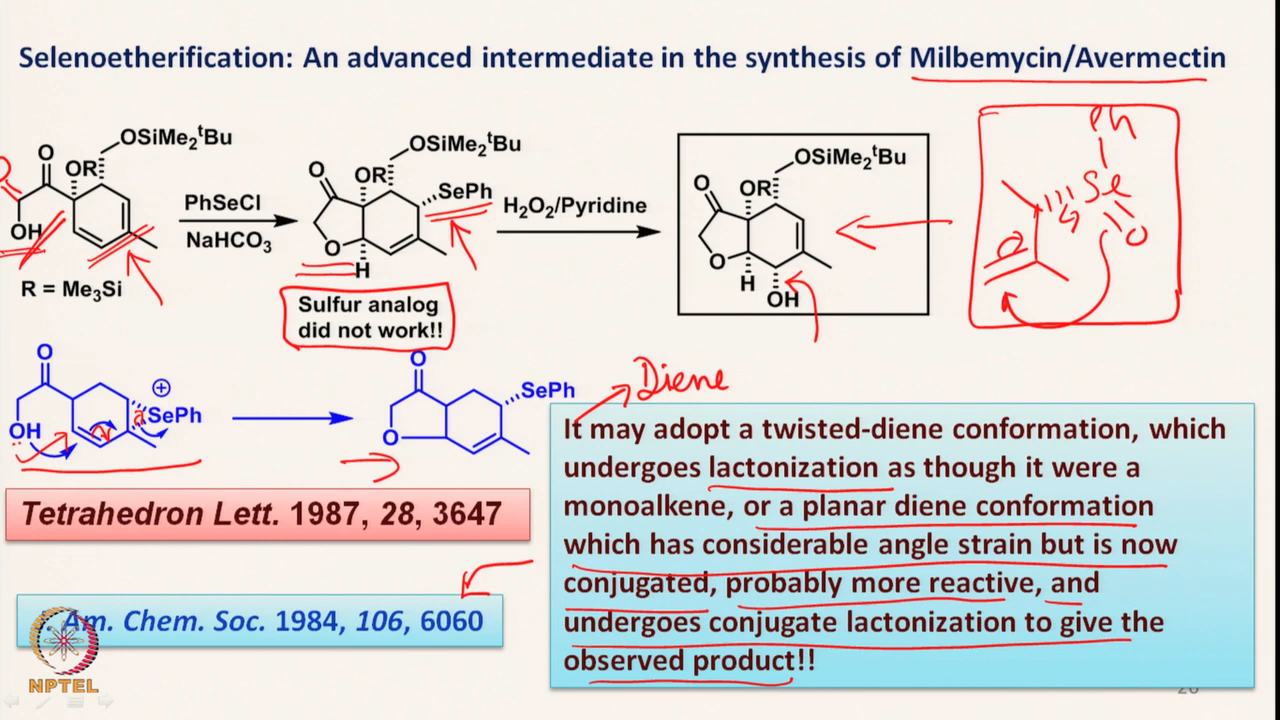 Selenoetherification: An advanced intermediate in the synthesis of Milbemycin/Avermectin
OSiMe₂ᵗBu
O
OR
OH
R = Me₃Si
PhSeCl
NaHCO₃
OSiMe₂ᵗBu
O
OR
SePh
O
H
Sulfur analog
did not work!!
H₂O₂/Pyridine
OSiMe₂ᵗBu
O
OR
O
H
OH
Ph
Se
O
O
OH
⊕
SePh
O
O
SePh
Diene
It may adopt a twisted-diene conformation, which
undergoes lactonization as though it were a
monoalkene, or a planar diene conformation
which has considerable angle strain but is now
conjugated, probably more reactive, and
undergoes conjugate lactonization to give the
observed product!!
Tetrahedron Lett. 1987, 28, 3647
Am. Chem. Soc. 1984, 106, 6060
NPTEL